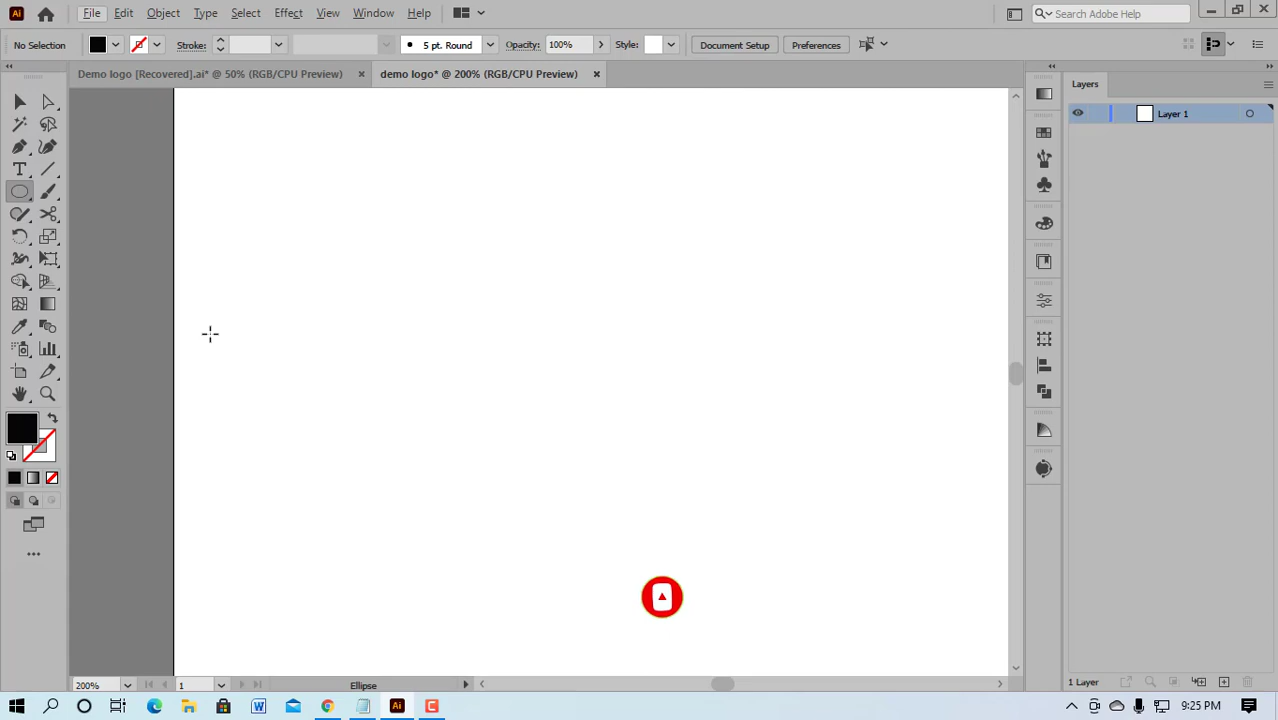 Ai File Edit Object Type Select Effect View Window Help Search Adobe Help
No Selection Stroke: 5 pt. Round Opacity: 100% Style: Document Setup Preferences
Demo logo [Recovered].ai* @ 50% (RGB/CPU Preview) demo logo* @ 200% (RGB/CPU Preview)
Layers
Layer 1
200% 1 Ellipse 1 Layer
W Ai C 9:25 PM